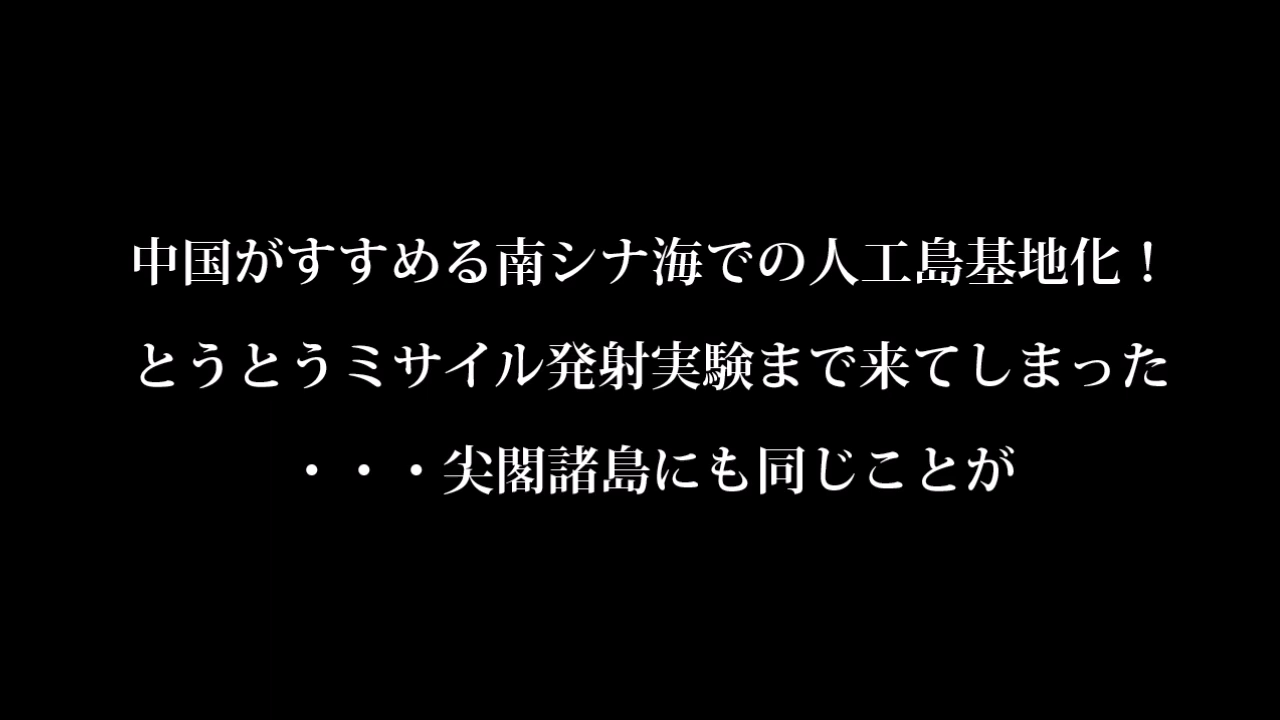 中国がすすめる南シナ海での人工島基地化！
とうとうミサイル発射実験まで来てしまった
・・・尖閣諸島にも同じことが